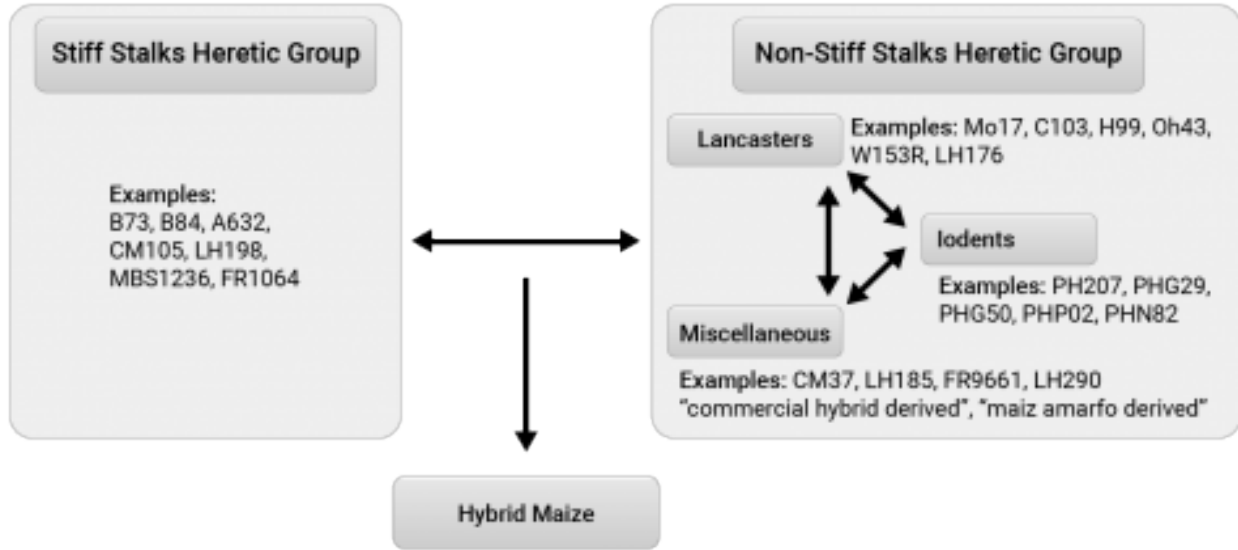 Stiff Stalks Heretic Group
Examples:
B73, B84, A632,
CM105, LH198,
MBS1236, FR1064
Non-Stiff Stalks Heretic Group
Lancasters
Examples: Mo17, C103, H99, Oh43,
W153R, LH176
Iodents
Examples: PH207, PHG29,
PHG50, PHP02, PHN82
Miscellaneous
Examples: CM37, LH185, FR9661, LH290
“commercial hybrid derived”, “maiz amarfo derived”
Hybrid Maize